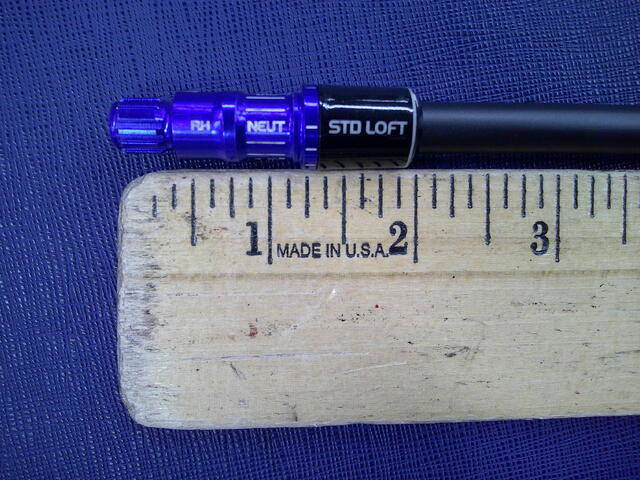 RH NEUT STD LOFT
1 MADE IN U.S.A. 2 3